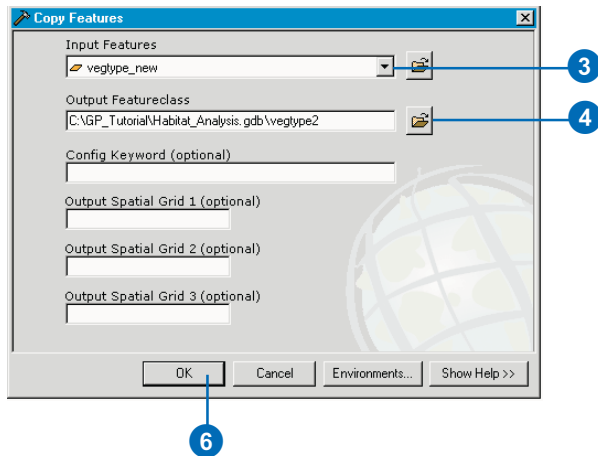 Copy Features
Input Features
vegtype_new
3
Output Featureclass
C:\GP_Tutorial\Habitat_Analysis.gdb\vegtype2
4
Config Keyword (optional)
Output Spatial Grid 1 (optional)
Output Spatial Grid 2 (optional)
Output Spatial Grid 3 (optional)
OK Cancel Environments... Show Help >>
6